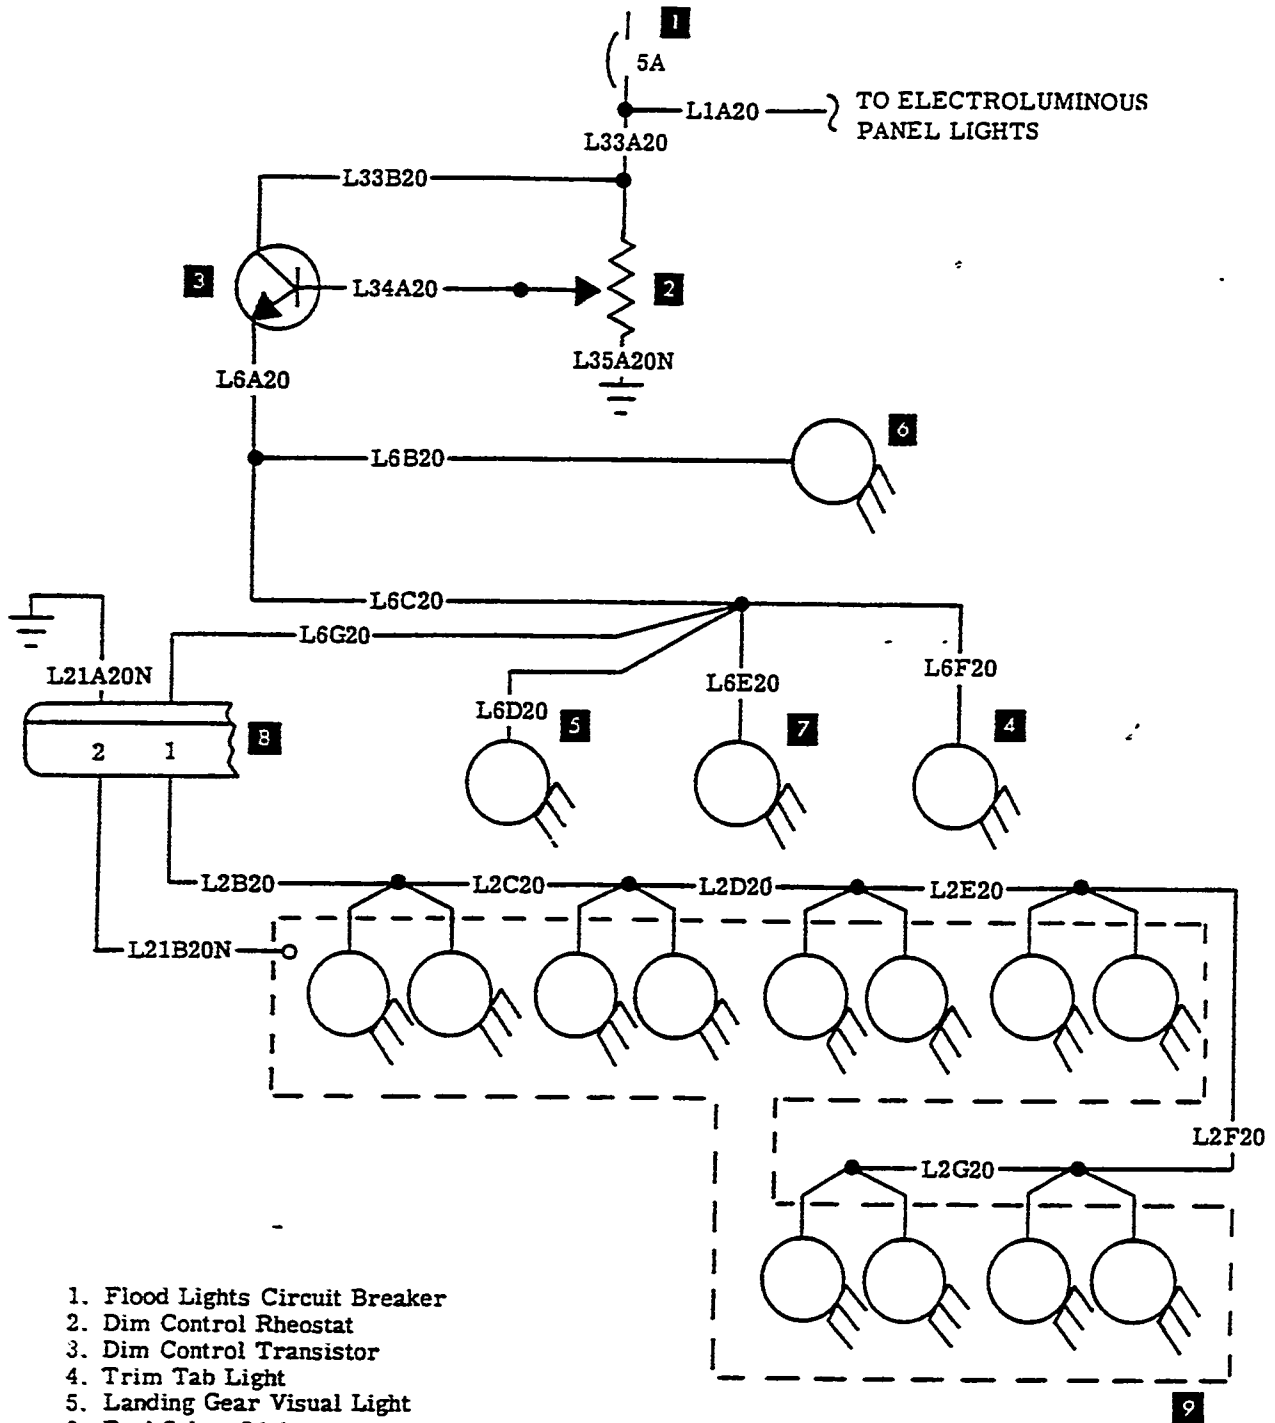 1
5A
L1A20
TO ELECTROLUMINOUS
PANEL LIGHTS
L33A20
L33B20
3
L34A20
2
L35A20N
L6A20
6
L6B20
L6C20
L6G20
L21A20N
L6F20
L6E20
L6D20
5
7
4
8
2 1
L2B20
L2C20
L2D20
L2E20
L21B20N
L2F20
L2G20
1. Flood Lights Circuit Breaker
2. Dim Control Rheostat
3. Dim Control Transistor
4. Trim Tab Light
5. Landing Gear Visual Light
9